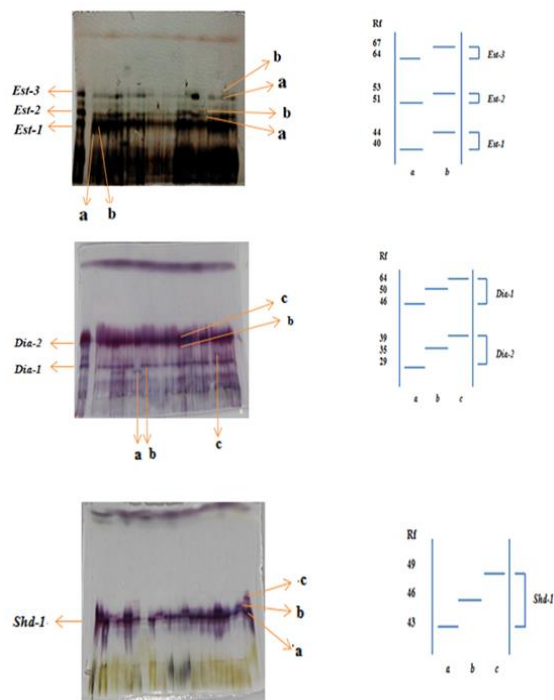 b
a
Est-3
Est-2
b
Est-1
a
a b
Rf
67
64
Est-3
53
51
Est-2
44
40
Est-1
a b
c
b
Dia-2
Dia-1
a b
c
Rf
64
50
46
Dia-1
39
35
29
Dia-2
a b c
c
b
Shd-1
a
Rf
49
46
43
Shd-1
a b c